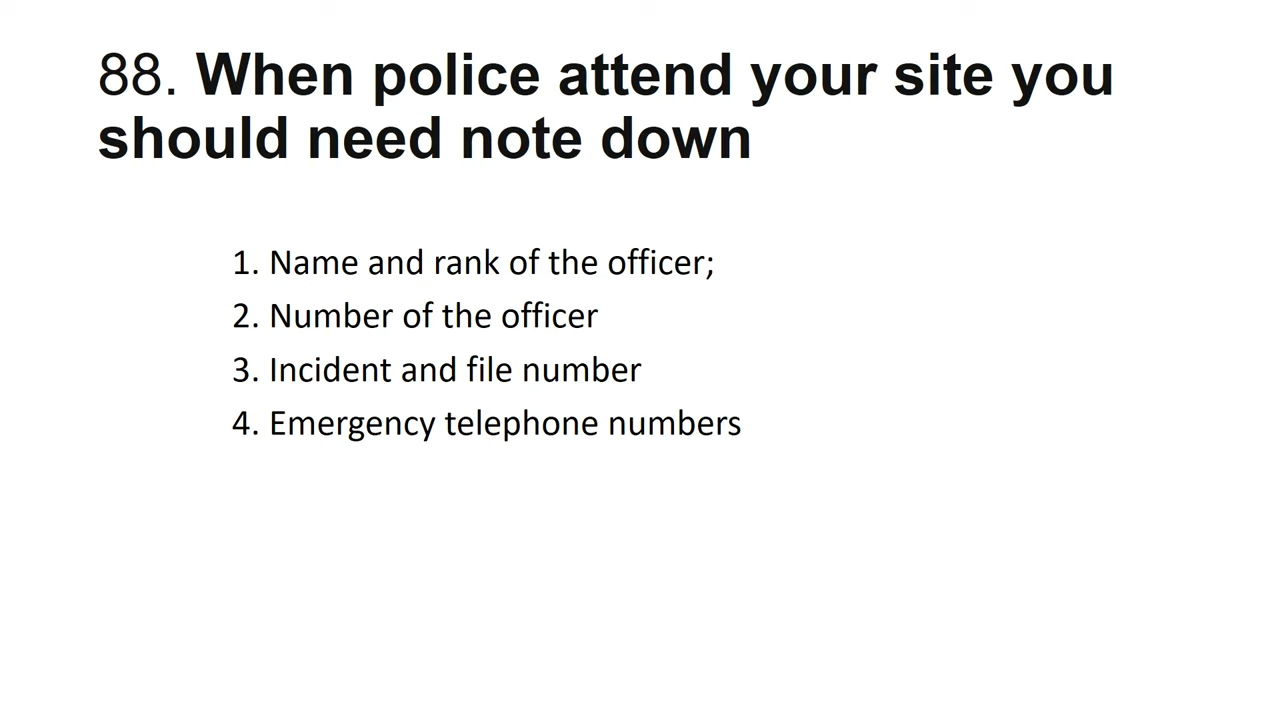 88. When police attend your site you
should need note down
1. Name and rank of the officer;
2. Number of the officer
3. Incident and file number
4. Emergency telephone numbers